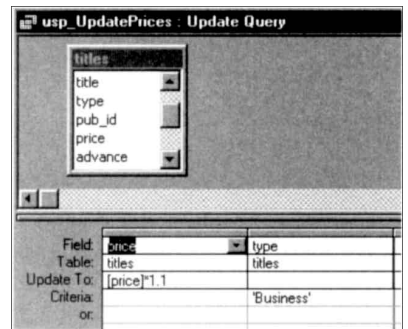 usp_UpdatePrices : Update Query
titles
title
type
pub_id
price
advance
Field: price type
Table: titles titles
Update To: [price]*1.1
Criteria: 'Business'
or: